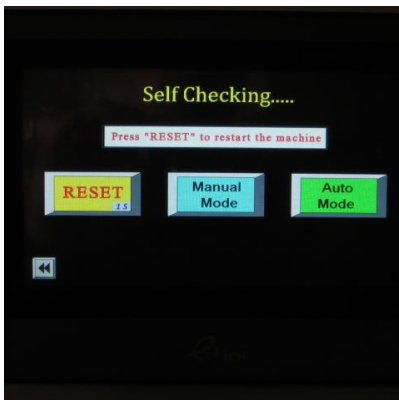 Self Checking.....
Press "RESET" to restart the machine
RESET
15
Manual
Mode
Auto
Mode